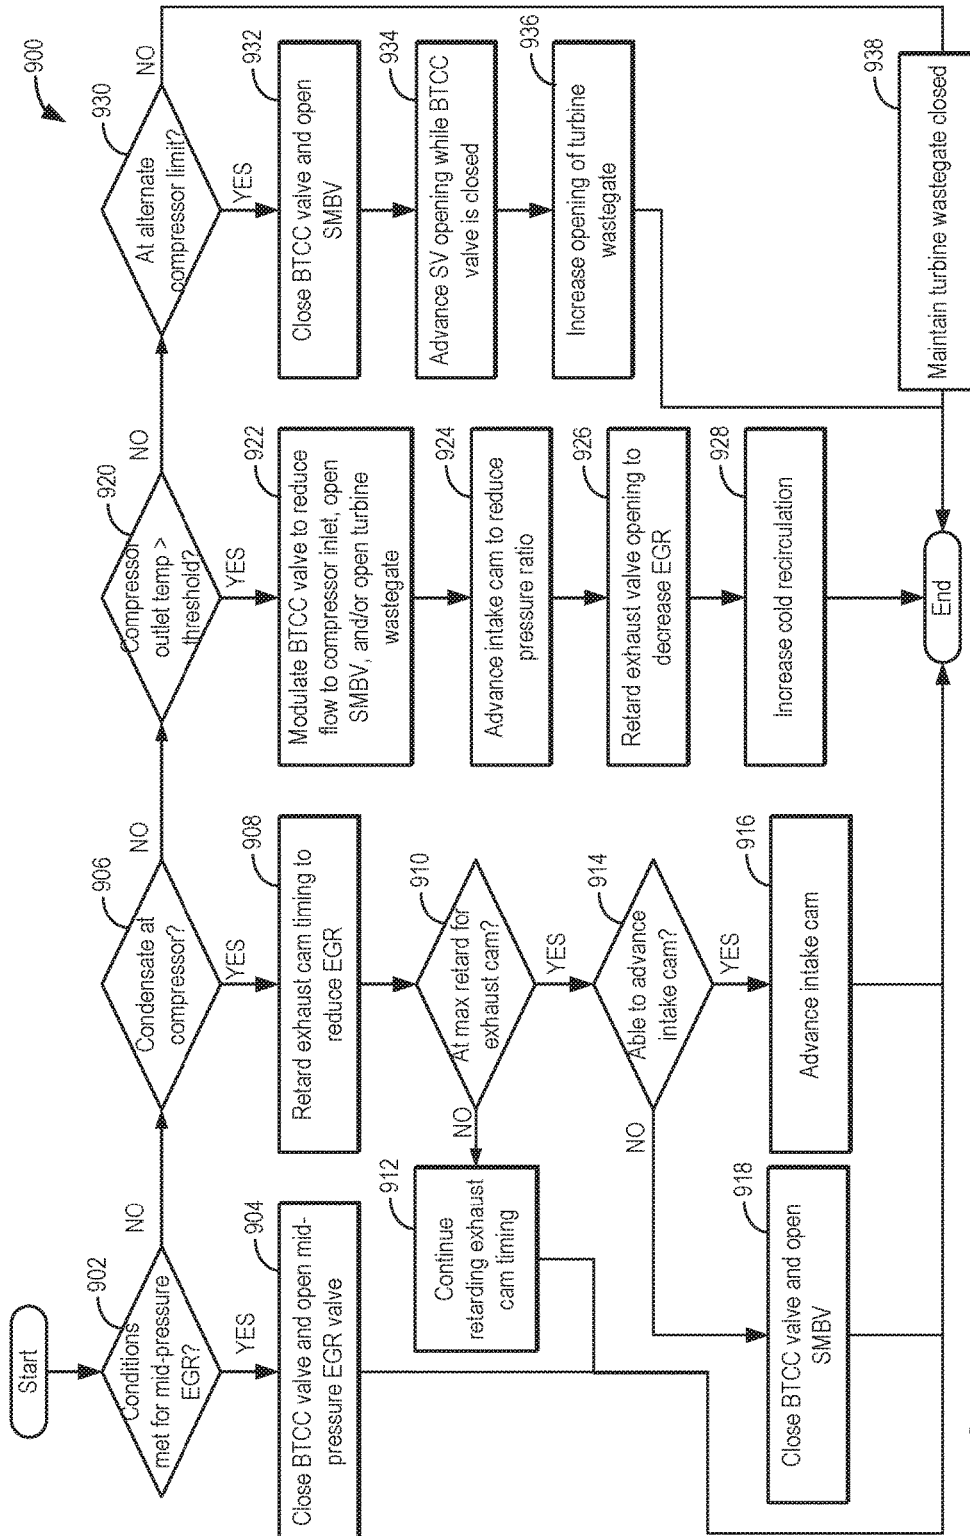 900
Start
902
Conditions
met for mid-pressure
EGR?
NO
YES
904
Close BTCC valve and open mid-
pressure EGR valve
906
Condensate at
compressor?
NO
YES
908
Retard exhaust cam timing to
reduce EGR
910
At max retard for
exhaust cam?
NO
YES
912
Continue
retarding exhaust
cam timing
914
Able to advance
intake cam?
NO
YES
916
Advance intake cam
918
Close BTCC valve and open
SMBV
920
Compressor
outlet temp >
threshold?
NO
YES
922
Modulate BTCC valve to reduce
flow to compressor inlet, open
SMBV, and/or open turbine
wastegate
924
Advance intake cam to reduce
pressure ratio
926
Retard exhaust valve opening to
decrease EGR
928
Increase cold recirculation
930
At alternate
compressor limit?
NO
YES
932
Close BTCC valve and open
SMBV
934
Advance SV opening while BTCC
valve is closed
936
Increase opening of turbine
wastegate
938
Maintain turbine wastegate closed
End